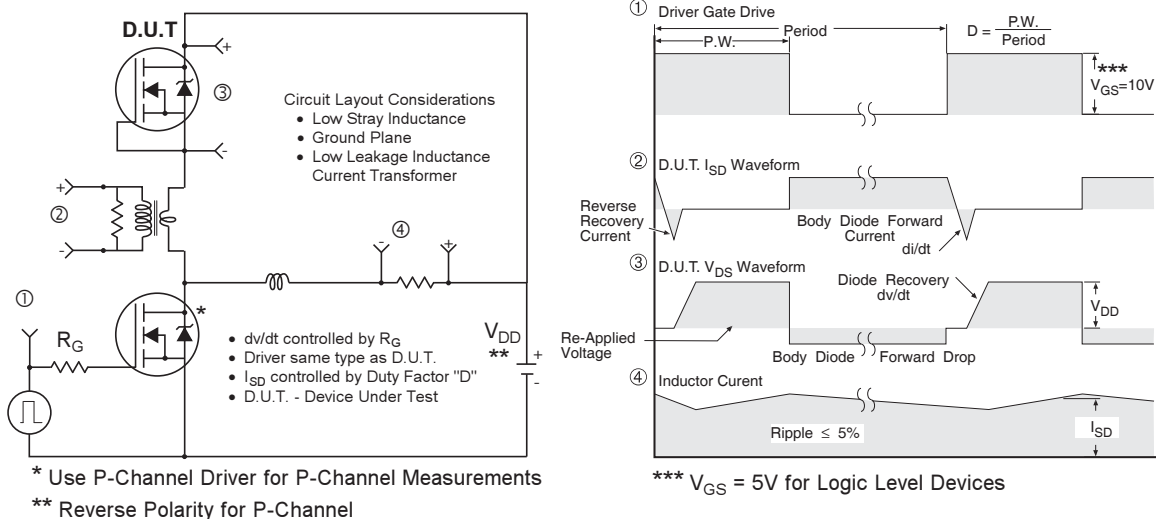 D.U.T
+
③
-
Circuit Layout Considerations
• Low Stray Inductance
• Ground Plane
• Low Leakage Inductance
Current Transformer
+
②
-
④
-
+
①
R_G
*
• dv/dt controlled by R_G
• Driver same type as D.U.T.
• I_SD controlled by Duty Factor "D"
• D.U.T. - Device Under Test
V_DD
**
+
-
* Use P-Channel Driver for P-Channel Measurements
** Reverse Polarity for P-Channel
① Driver Gate Drive
Period
P.W.
D = P.W.
Period
***
V_GS=10V
② D.U.T. I_SD Waveform
Reverse
Recovery
Current
Body Diode Forward
Current
di/dt
③ D.U.T. V_DS Waveform
Diode Recovery
dv/dt
V_DD
Re-Applied
Voltage
Body Diode Forward Drop
④ Inductor Curent
Ripple ≤ 5%
I_SD
*** V_GS = 5V for Logic Level Devices